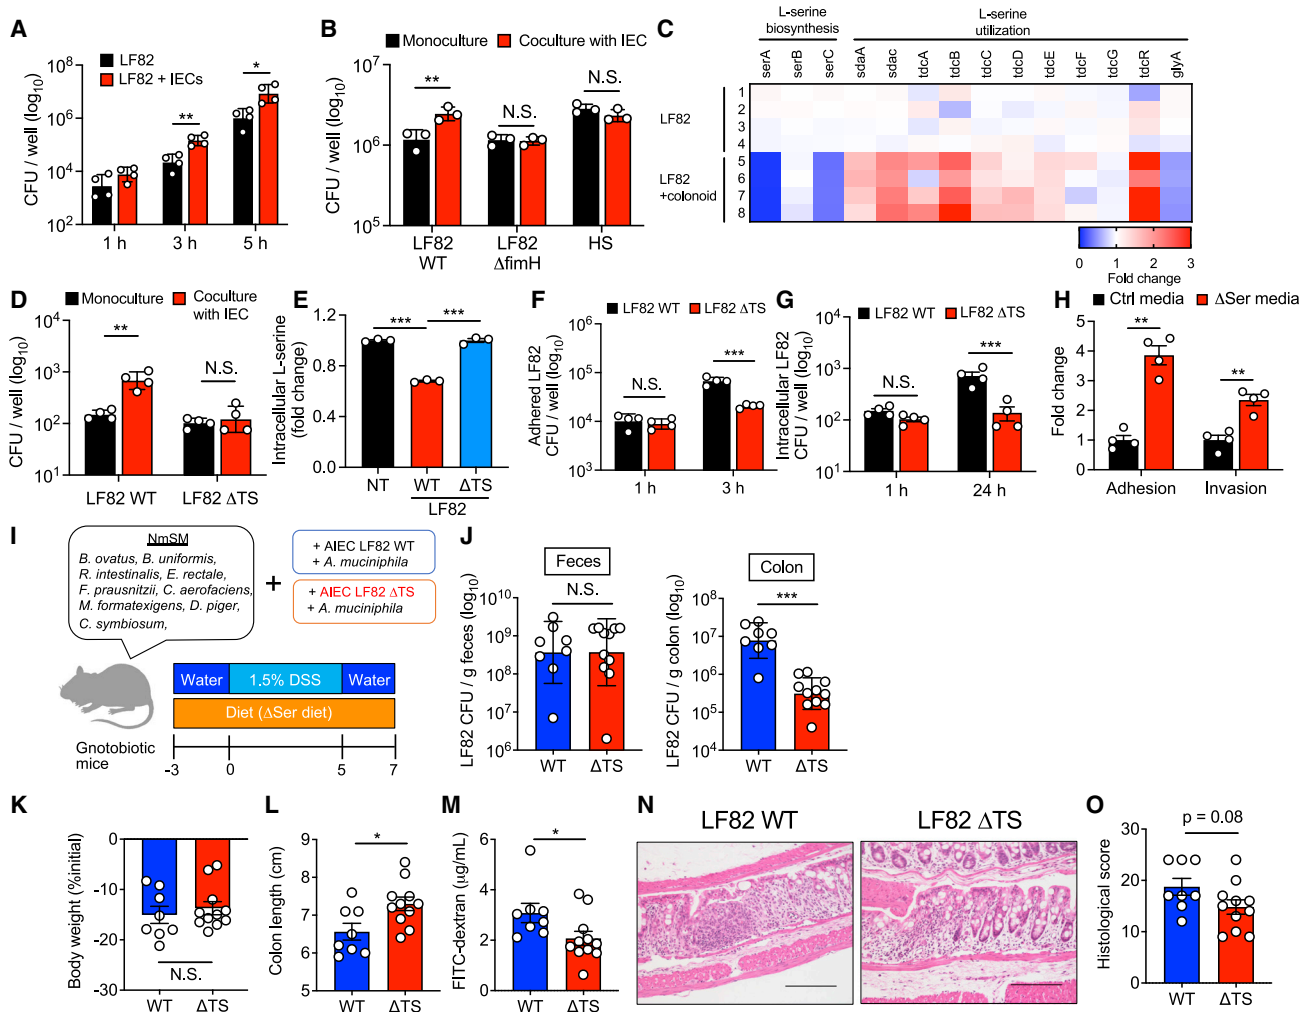 A
CFU / well (log10)
10^8
10^6
10^4
10^2
LF82
LF82 + IECs
**
*
1 h
3 h
5 h
B
Monoculture
Coculture with IEC
CFU / well (log10)
10^7
10^6
10^5
**
N.S.
N.S.
LF82 WT
LF82 ΔfimH
HS
C
L-serine biosynthesis
L-serine utilization
serA
serB
serC
sdaA
sdac
tdcA
tdcB
tdcC
tdcD
tdcE
tdcF
tdcG
tdcR
glyA
LF82
1
2
3
4
LF82 +colonoid
5
6
7
8
0
1
2
3
Fold change
D
Monoculture
Coculture with IEC
CFU / well (log10)
10^4
10^3
10^2
10^1
**
N.S.
LF82 WT
LF82 ΔTS
E
Intracellular L-serine (fold change)
1.2
0.6
0.0
***
***
NT
WT
ΔTS
LF82
F
LF82 WT
LF82 ΔTS
Adhered LF82 CFU / well (log10)
10^6
10^5
10^4
10^3
N.S.
***
1 h
3 h
G
LF82 WT
LF82 ΔTS
Intracellular LF82 CFU / well (log10)
10^4
10^3
10^2
10^1
N.S.
***
1 h
24 h
H
Ctrl media
ΔSer media
Fold change
5
4
3
2
1
0
**
**
Adhesion
Invasion
I
NmSM
B. ovatus, B. uniformis,
R. intestinalis, E. rectale,
F. prausnitzii, C. aerofaciens,
M. formatexigens, D. piger,
C. symbiosum,
+
+ AIEC LF82 WT
+ A. muciniphila
+ AIEC LF82 ΔTS
+ A. muciniphila
Water
1.5% DSS
Water
Diet (ΔSer diet)
Gnotobiotic mice
-3
0
5
7
J
Feces
LF82 CFU / g feces (log10)
10^10
10^9
10^8
10^7
10^6
N.S.
WT
ΔTS
Colon
LF82 CFU / g colon (log10)
10^8
10^7
10^6
10^5
10^4
***
WT
ΔTS
K
Body weight (%initial)
0
-10
-20
-30
N.S.
WT
ΔTS
L
Colon length (cm)
9
8
7
6
5
*
WT
ΔTS
M
FITC-dextran (μg/mL)
6
4
2
0
*
WT
ΔTS
N
LF82 WT
LF82 ΔTS
O
Histological score
p = 0.08
30
20
10
0
WT
ΔTS